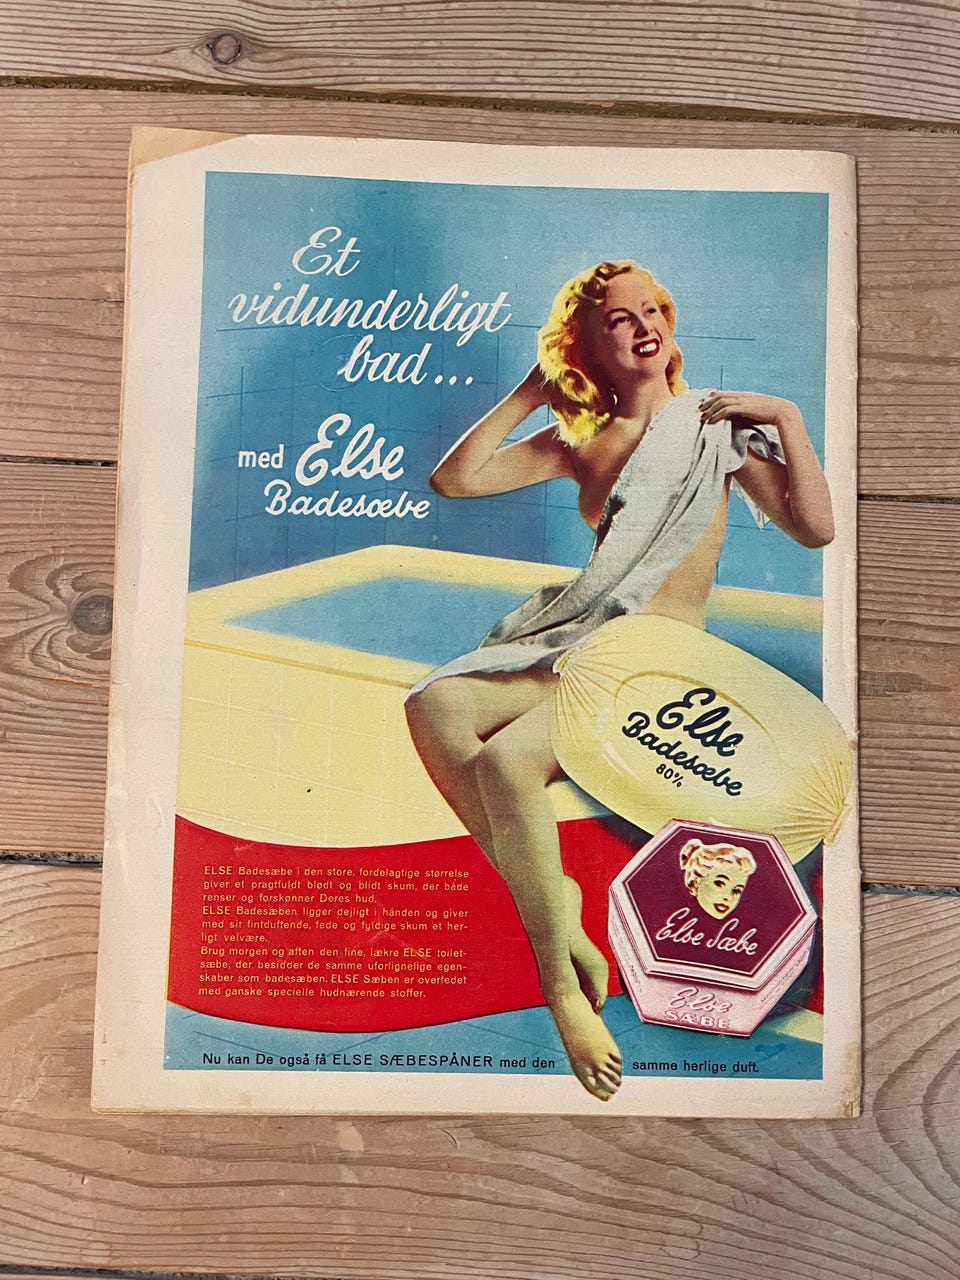 Et
vidunderligt
bad...
med Else
Badesæbe
Else
Badesæbe
80%
Else Sæbe
Else
SÆBE
ELSE Badesæbe i den store, fordelagtige størrelse
giver et pragtfuldt blødt og blidt skum, der både
renser og forskønner Deres hud.
ELSE Badesæben ligger dejligt i hånden og giver
med sit fintduftende, fede og fyldige skum et her-
ligt velvære.
Brug morgen og aften den fine, lækre ELSE toilet-
sæbe, der besidder de samme uforlignelige egen-
skaber som badesæben. ELSE Sæben er overfedet
med ganske specielle hudnærende stoffer.
Nu kan De også få ELSE SÆBESPÅNER med den samme herlige duft.